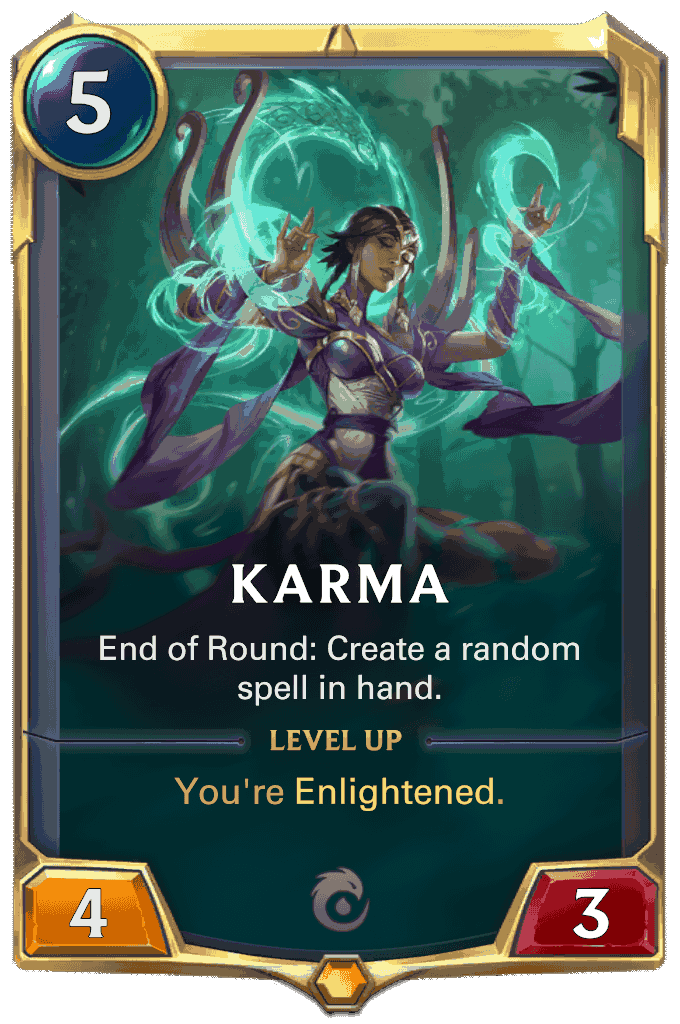 5
KARMA
End of Round: Create a random
spell in hand.
LEVEL UP
You're Enlightened.
4
3